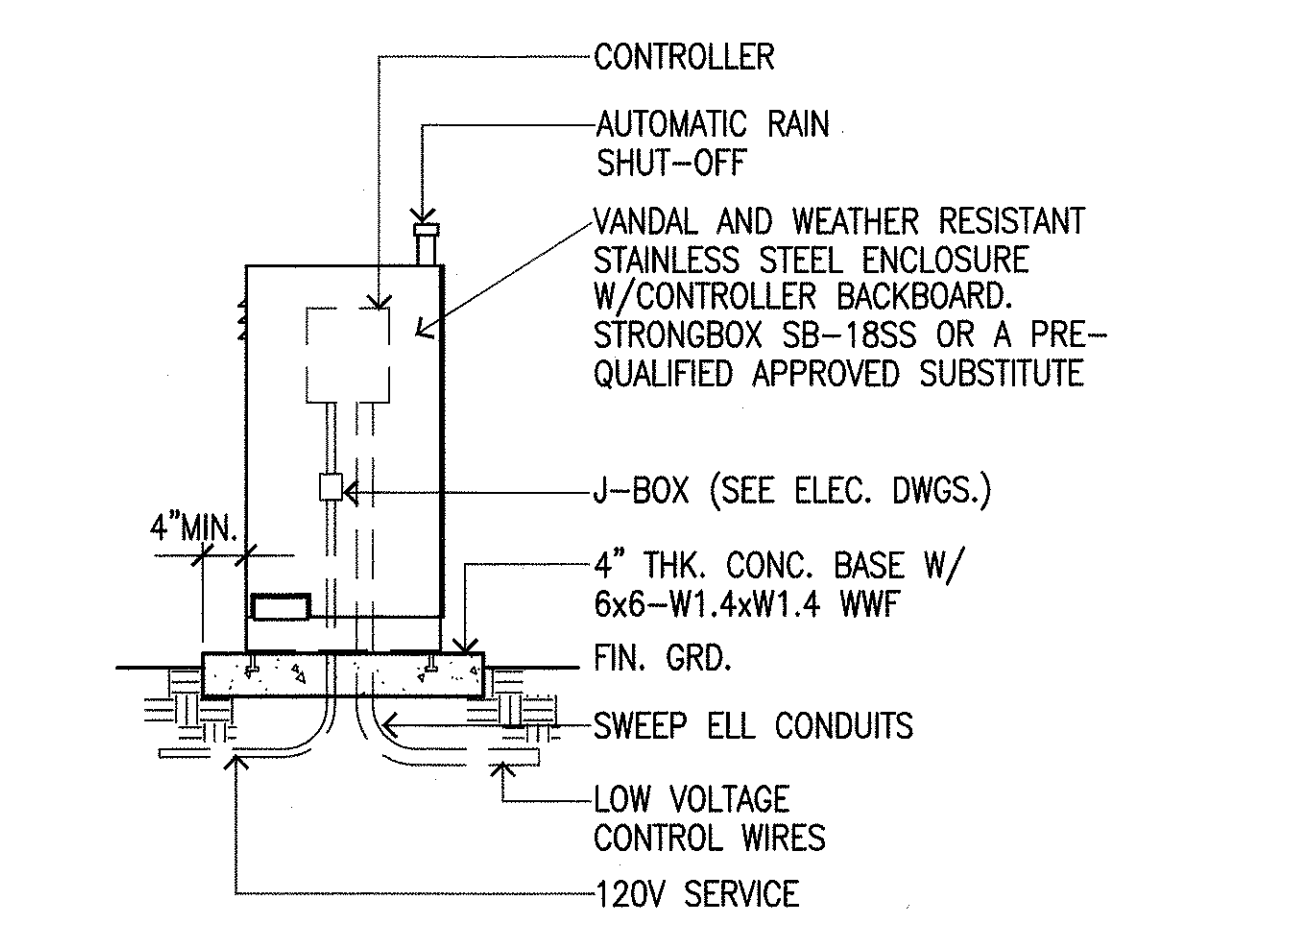 CONTROLLER
AUTOMATIC RAIN
SHUT-OFF
VANDAL AND WEATHER RESISTANT
STAINLESS STEEL ENCLOSURE
W/CONTROLLER BACKBOARD.
STRONGBOX SB-18SS OR A PRE-
QUALIFIED APPROVED SUBSTITUTE
J-BOX (SEE ELEC. DWGS.)
4"MIN.
4" THK. CONC. BASE W/
6x6-W1.4xW1.4 WWF
FIN. GRD.
SWEEP ELL CONDUITS
LOW VOLTAGE
CONTROL WIRES
120V SERVICE